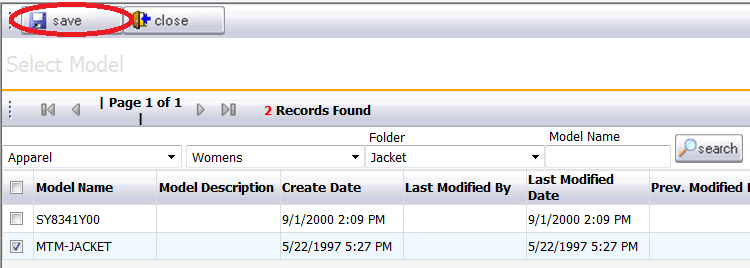 save close
Select Model
| Page 1 of 1 |
2 Records Found
Folder Model Name
Apparel Womens Jacket search
Model Name Model Description Create Date Last Modified By Last Modified Date Prev. Modified
SY8341Y00 9/1/2000 2:09 PM 9/1/2000 2:09 PM
MTM-JACKET 5/22/1997 5:27 PM 5/22/1997 5:27 PM